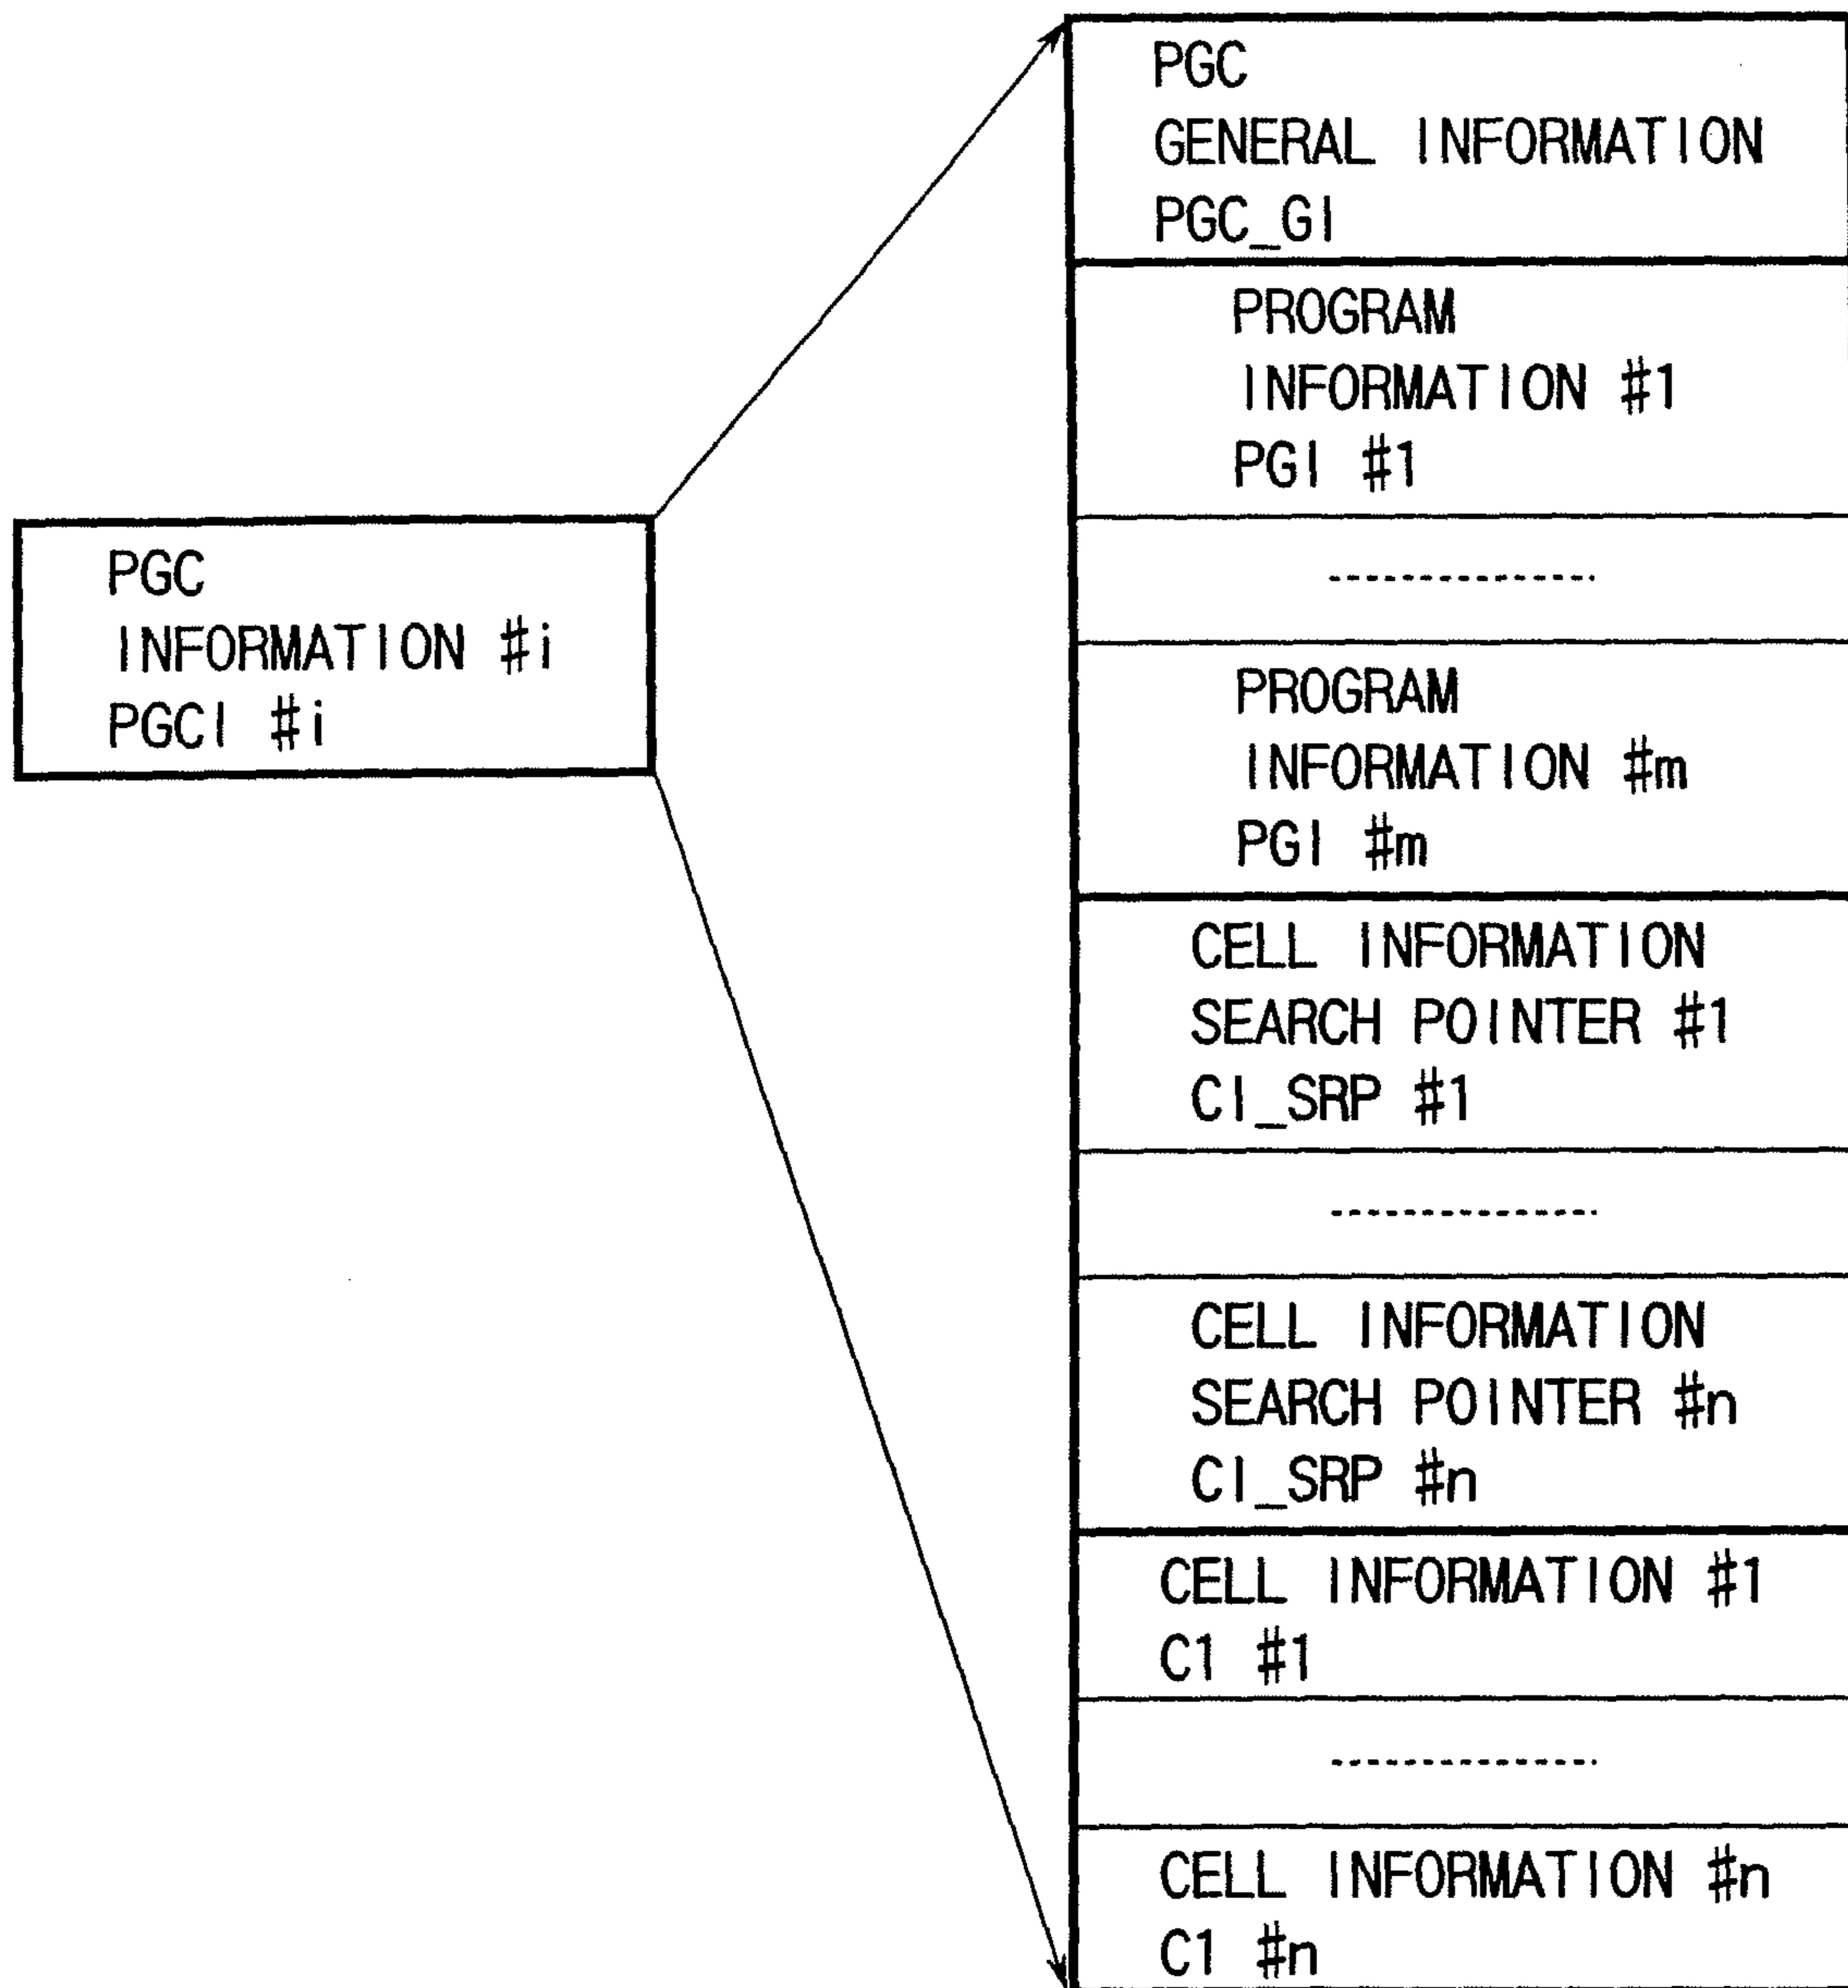 PGC
INFORMATION #i
PGCI #i
PGC
GENERAL INFORMATION
PGC_GI
PROGRAM
INFORMATION #1
PGI #1
PROGRAM
INFORMATION #m
PGI #m
CELL INFORMATION
SEARCH POINTER #1
CI_SRP #1
CELL INFORMATION
SEARCH POINTER #n
CI_SRP #n
CELL INFORMATION #1
C1 #1
CELL INFORMATION #n
C1 #n